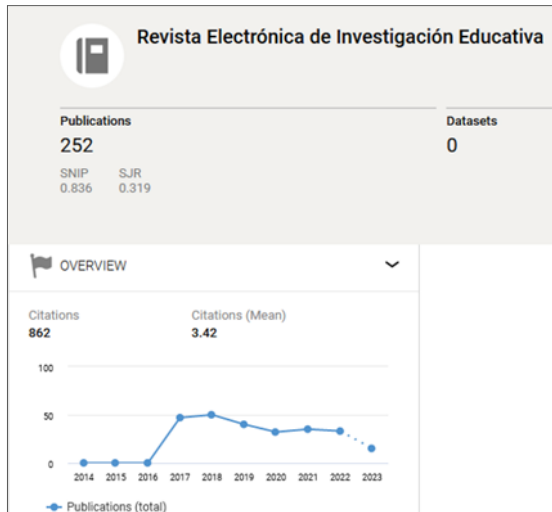 Revista Electrónica de Investigación Educativa
Publications
Datasets
252
0
SNIP SJR
0.836 0.319
OVERVIEW
Citations
Citations (Mean)
862
3.42
100
50
0
2014 2015 2016 2017 2018 2019 2020 2021 2022 2023
Publications (total)